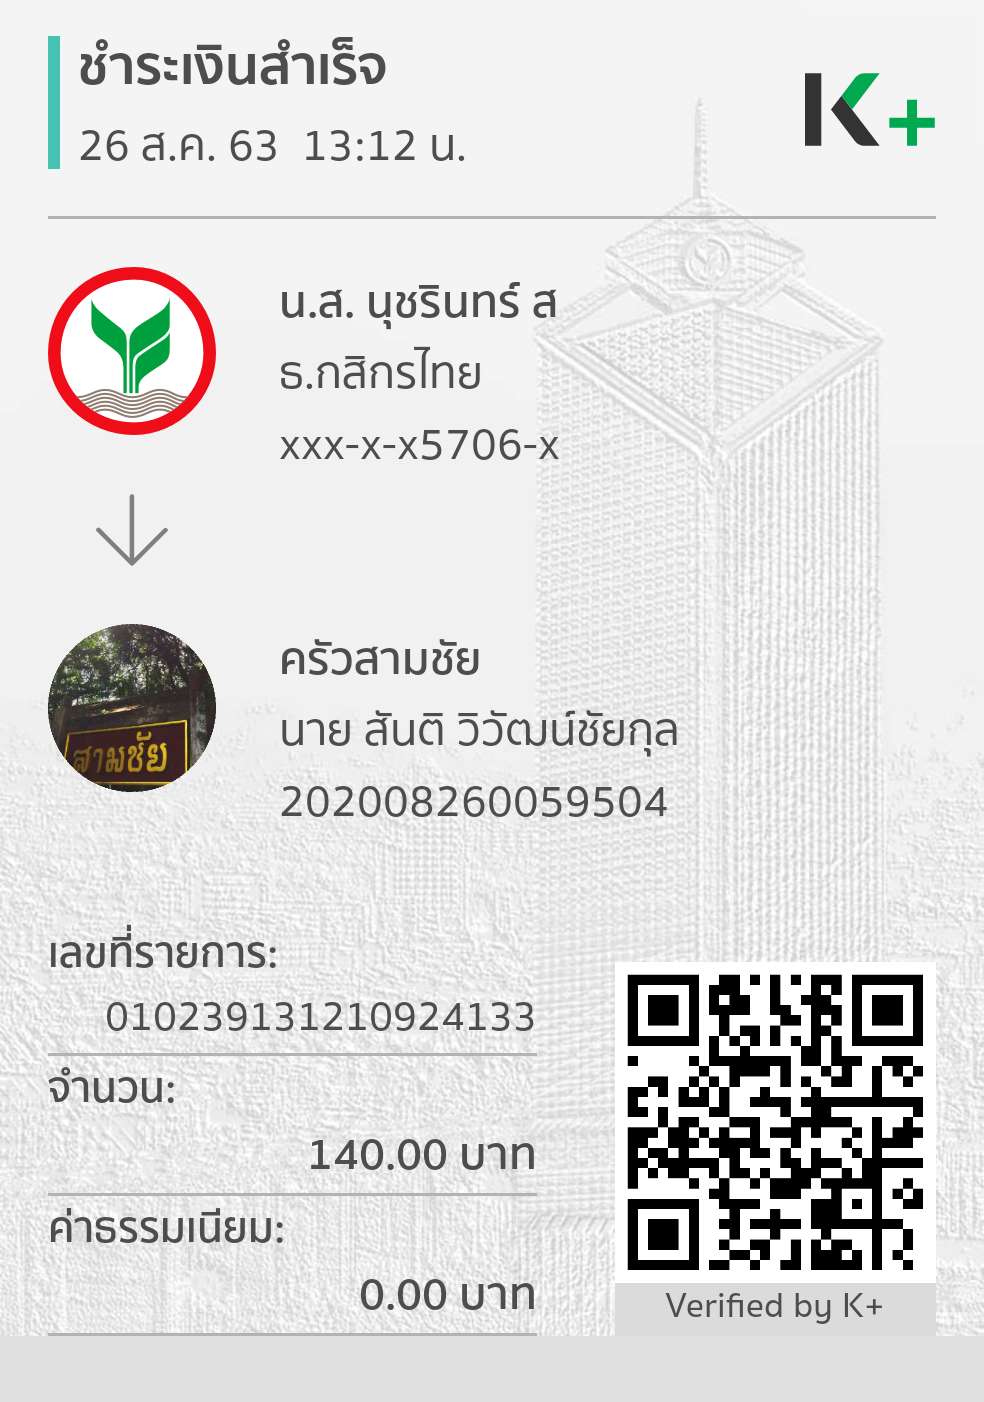 ชำระเงินสำเร็จ
26 ส.ค. 63 13:12 น.
K+
น.ส. นุชรินทร์ ส
ธ.กสิกรไทย
xxx-x-x5706-x
ครัวสามชัย
นาย สันติ วิวัฒน์ชัยกุล
202008260059504
สามชัย
เลขที่รายการ:
010239131210924133
จำนวน:
140.00 บาท
ค่าธรรมเนียม:
0.00 บาท
Verified by K+